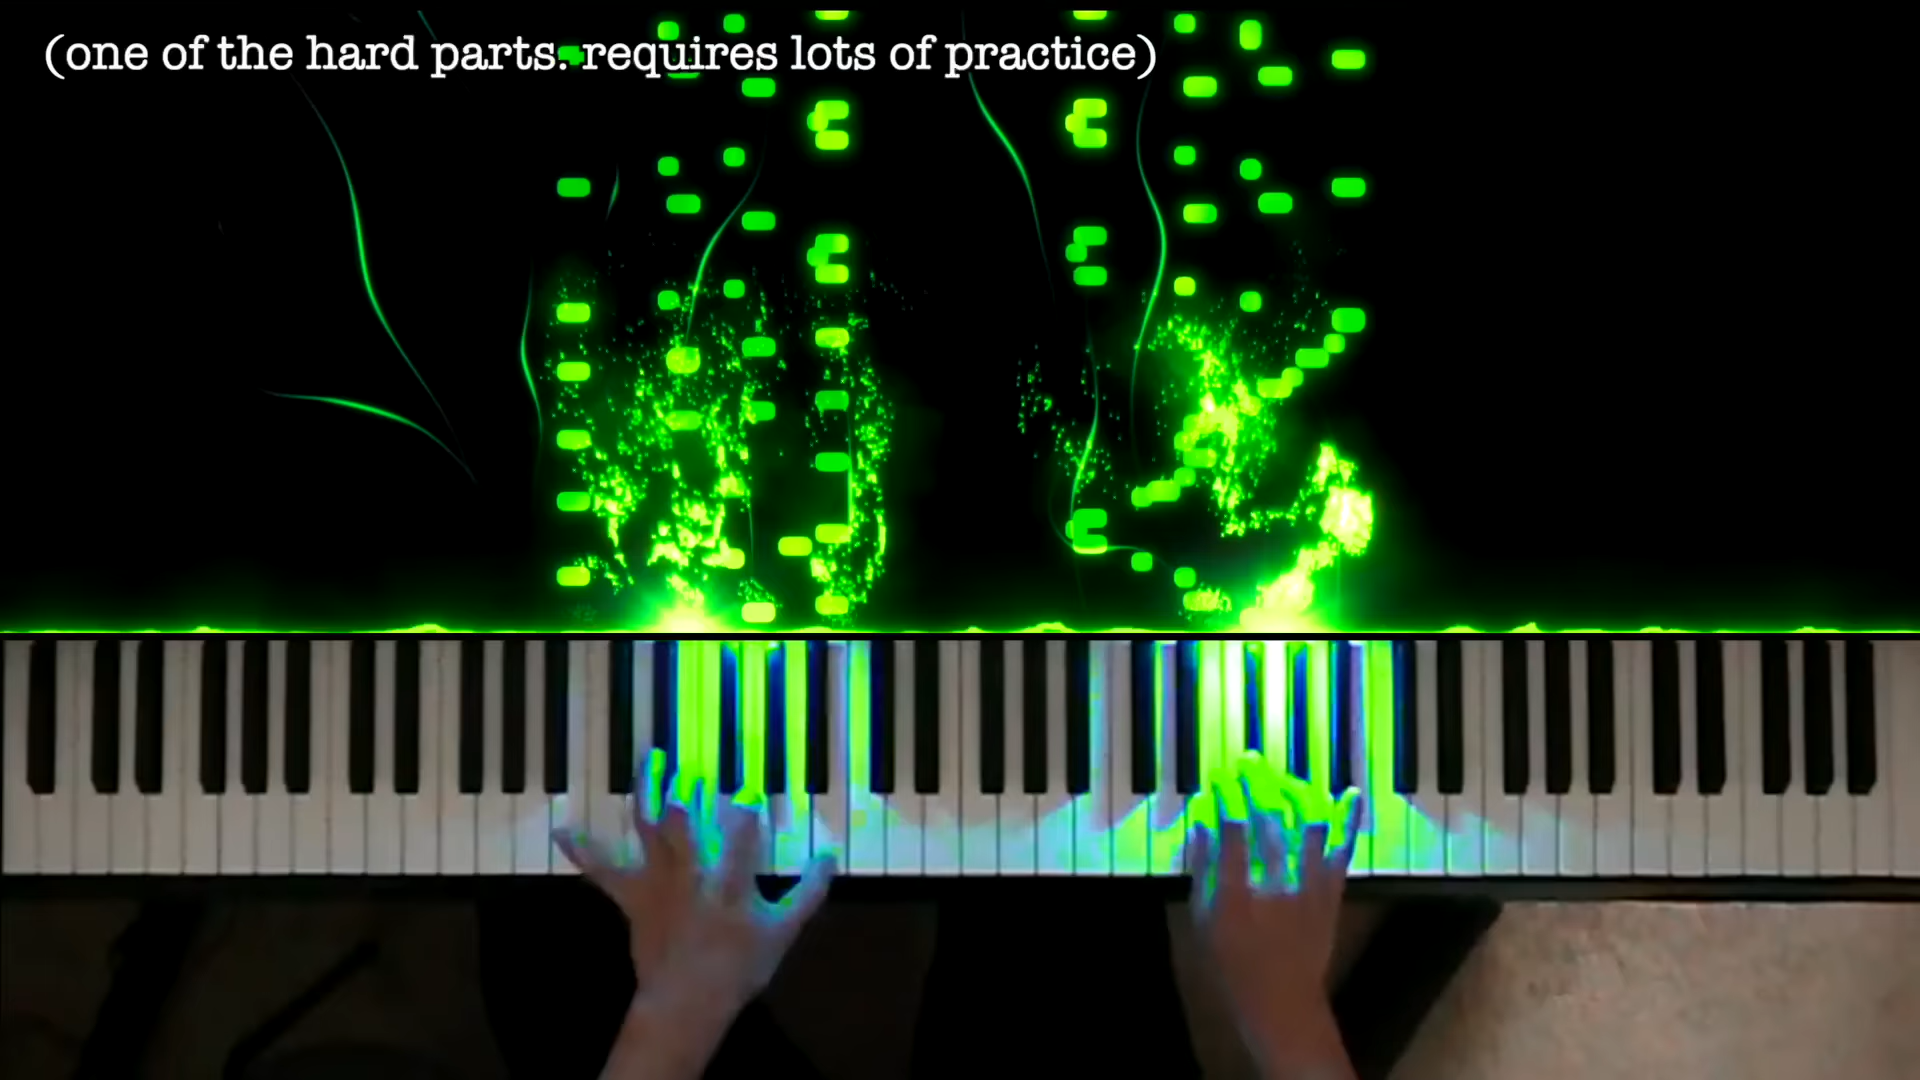 (one of the hard parts. requires lots of practice)